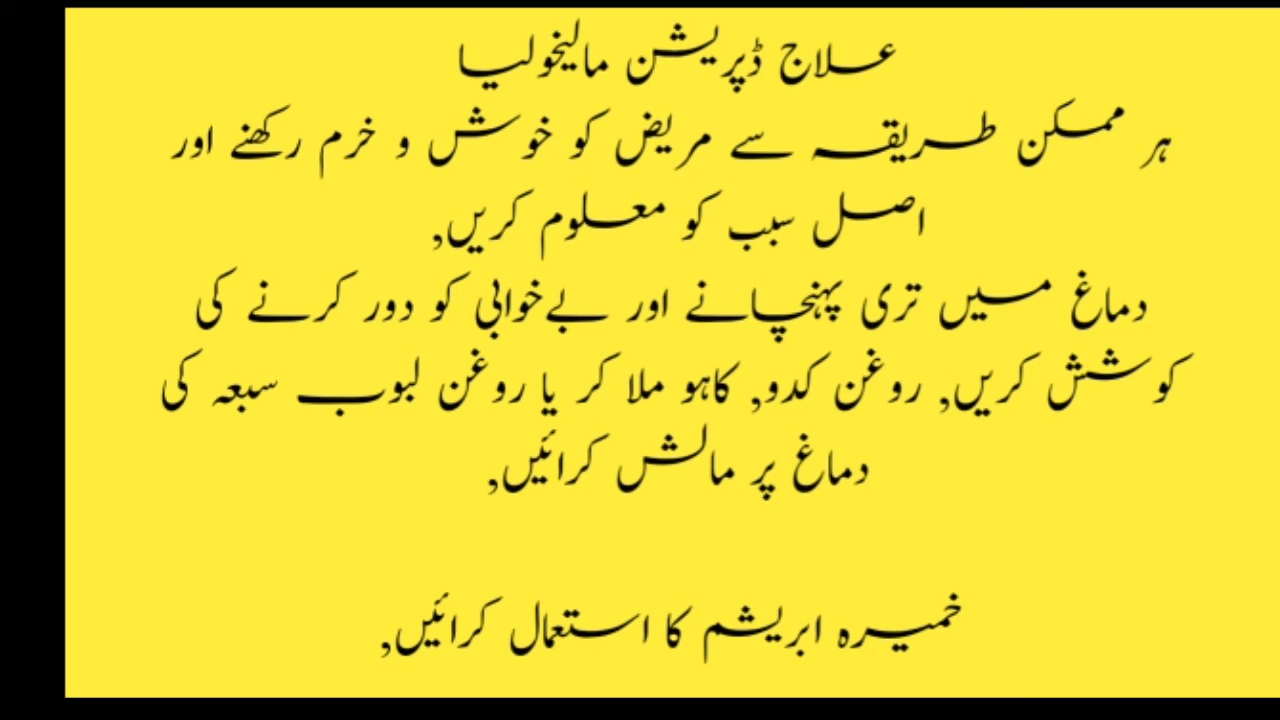 علاج ڈپریشن مالیخولیا
ہر ممکن طریقہ سے مریض کو خوش و خرم رکھنے اور
اصل سبب کو معلوم کریں,
دماغ میں تری پہنچانے اور بےخوابی کو دور کرنے کی
کوشش کریں, روغن کدو, کاہو ملا کر یا روغن لبوب سبعہ کی
دماغ پر مالش کرائیں,
خمیرہ ابریشم کا استعمال کرائیں,